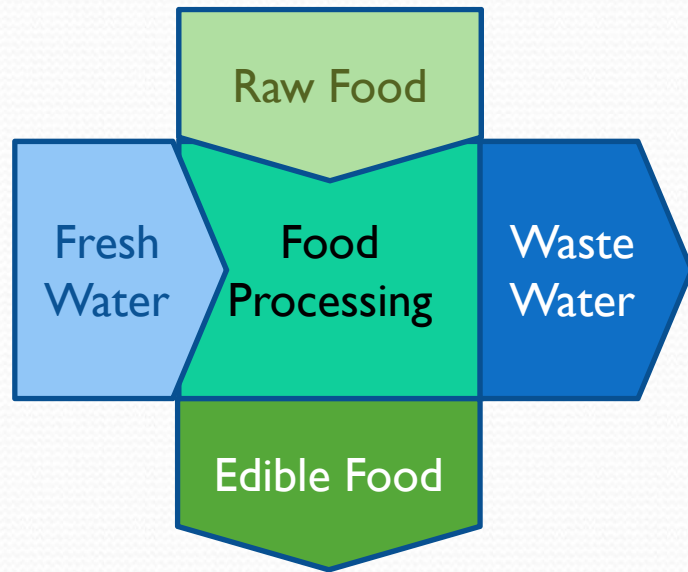 Raw Food
Fresh
Water
Food
Processing
Waste
Water
Edible Food